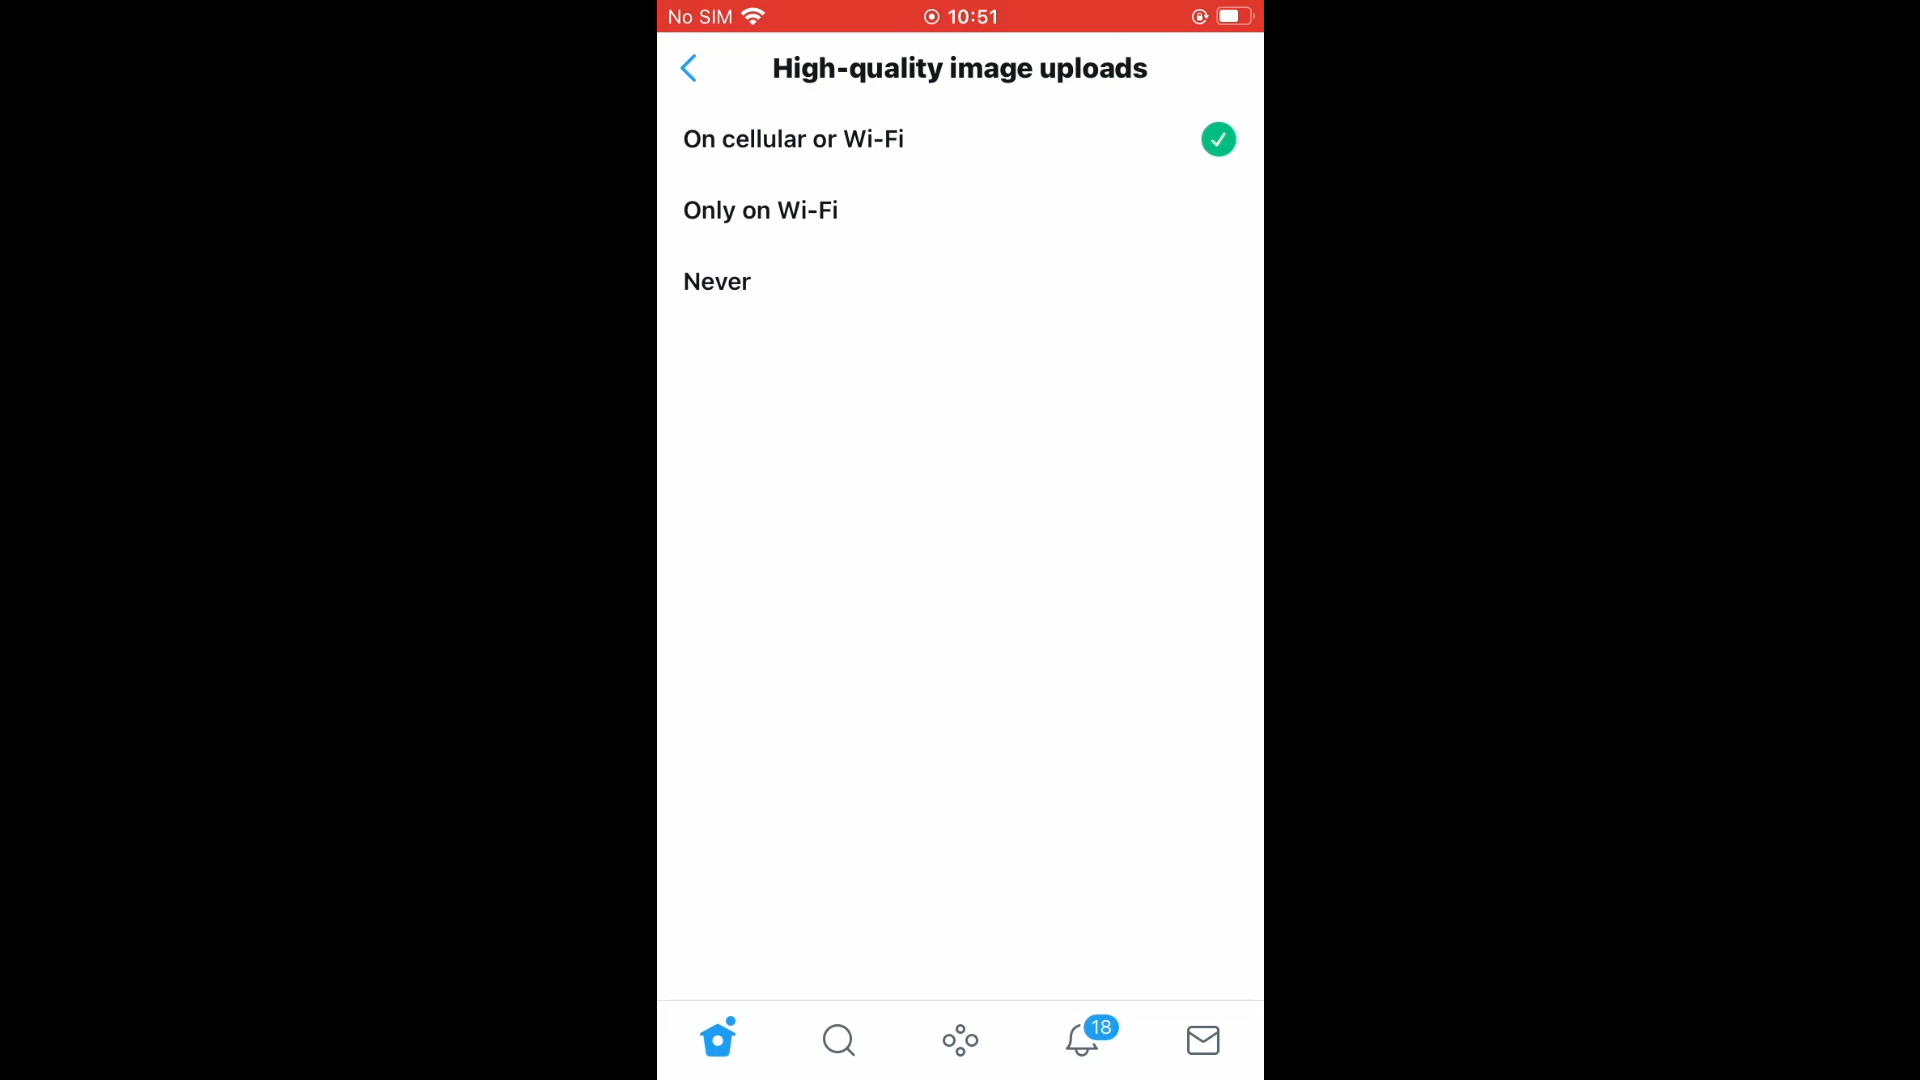 No SIM 10:51
High-quality image uploads
On cellular or Wi-Fi
Only on Wi-Fi
Never
18